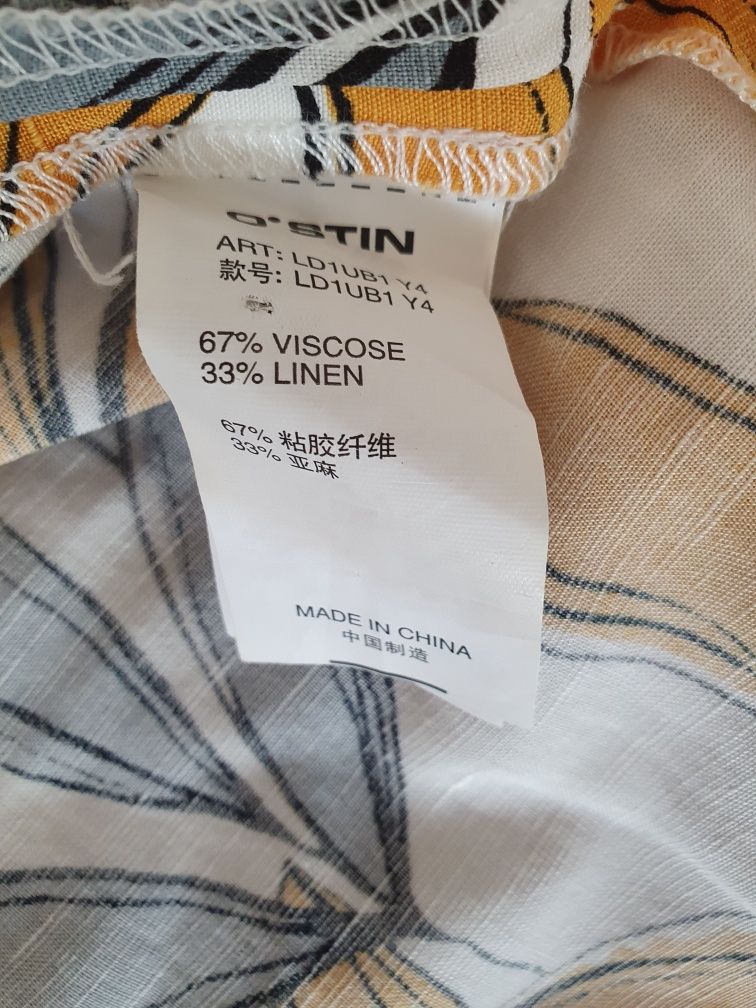 O'STIN
ART: LD1UB1 Y4
款号: LD1UB1 Y4
67% VISCOSE
33% LINEN
67% 粘胶纤维
33% 亚麻
MADE IN CHINA
中国制造